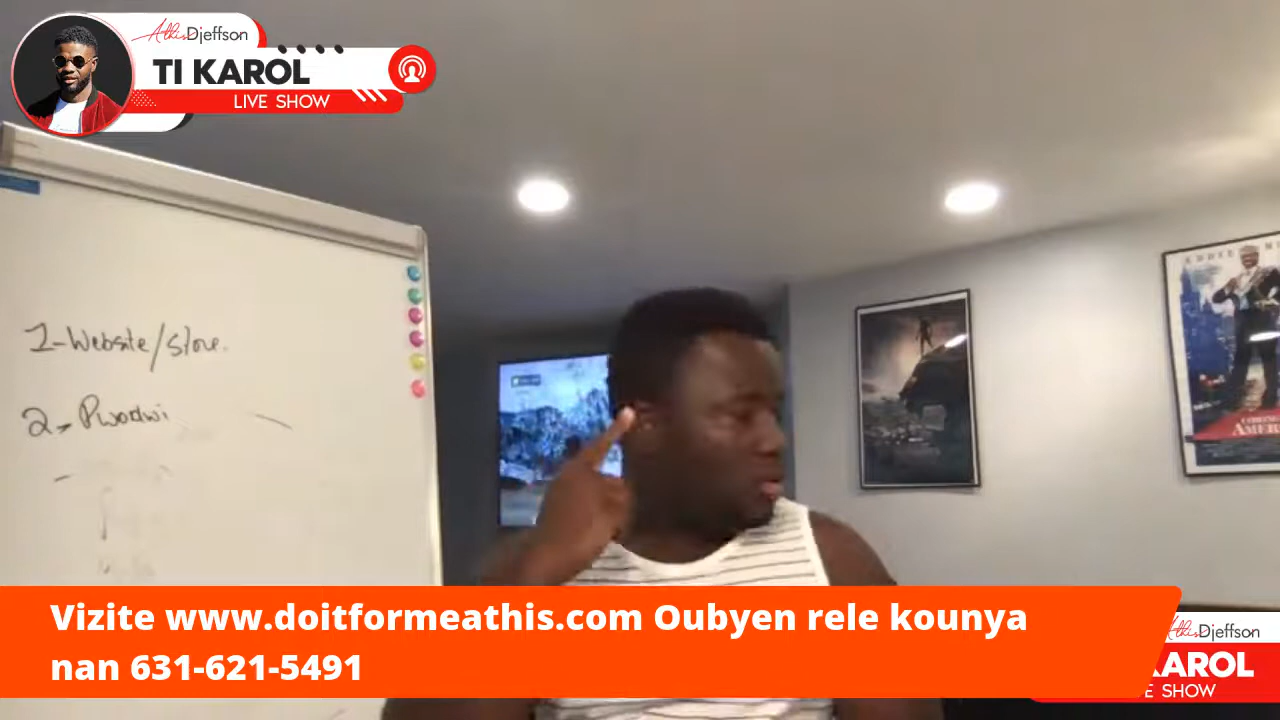 Athis Djeffson
TI KAROL
LIVE SHOW
1-Website/store.
2, Pwodwi
AMER
Vizite www.doitformeathis.com Oubyen rele kounya
nan 631-621-5491
Athis Djeffson
KAROL
E SHOW